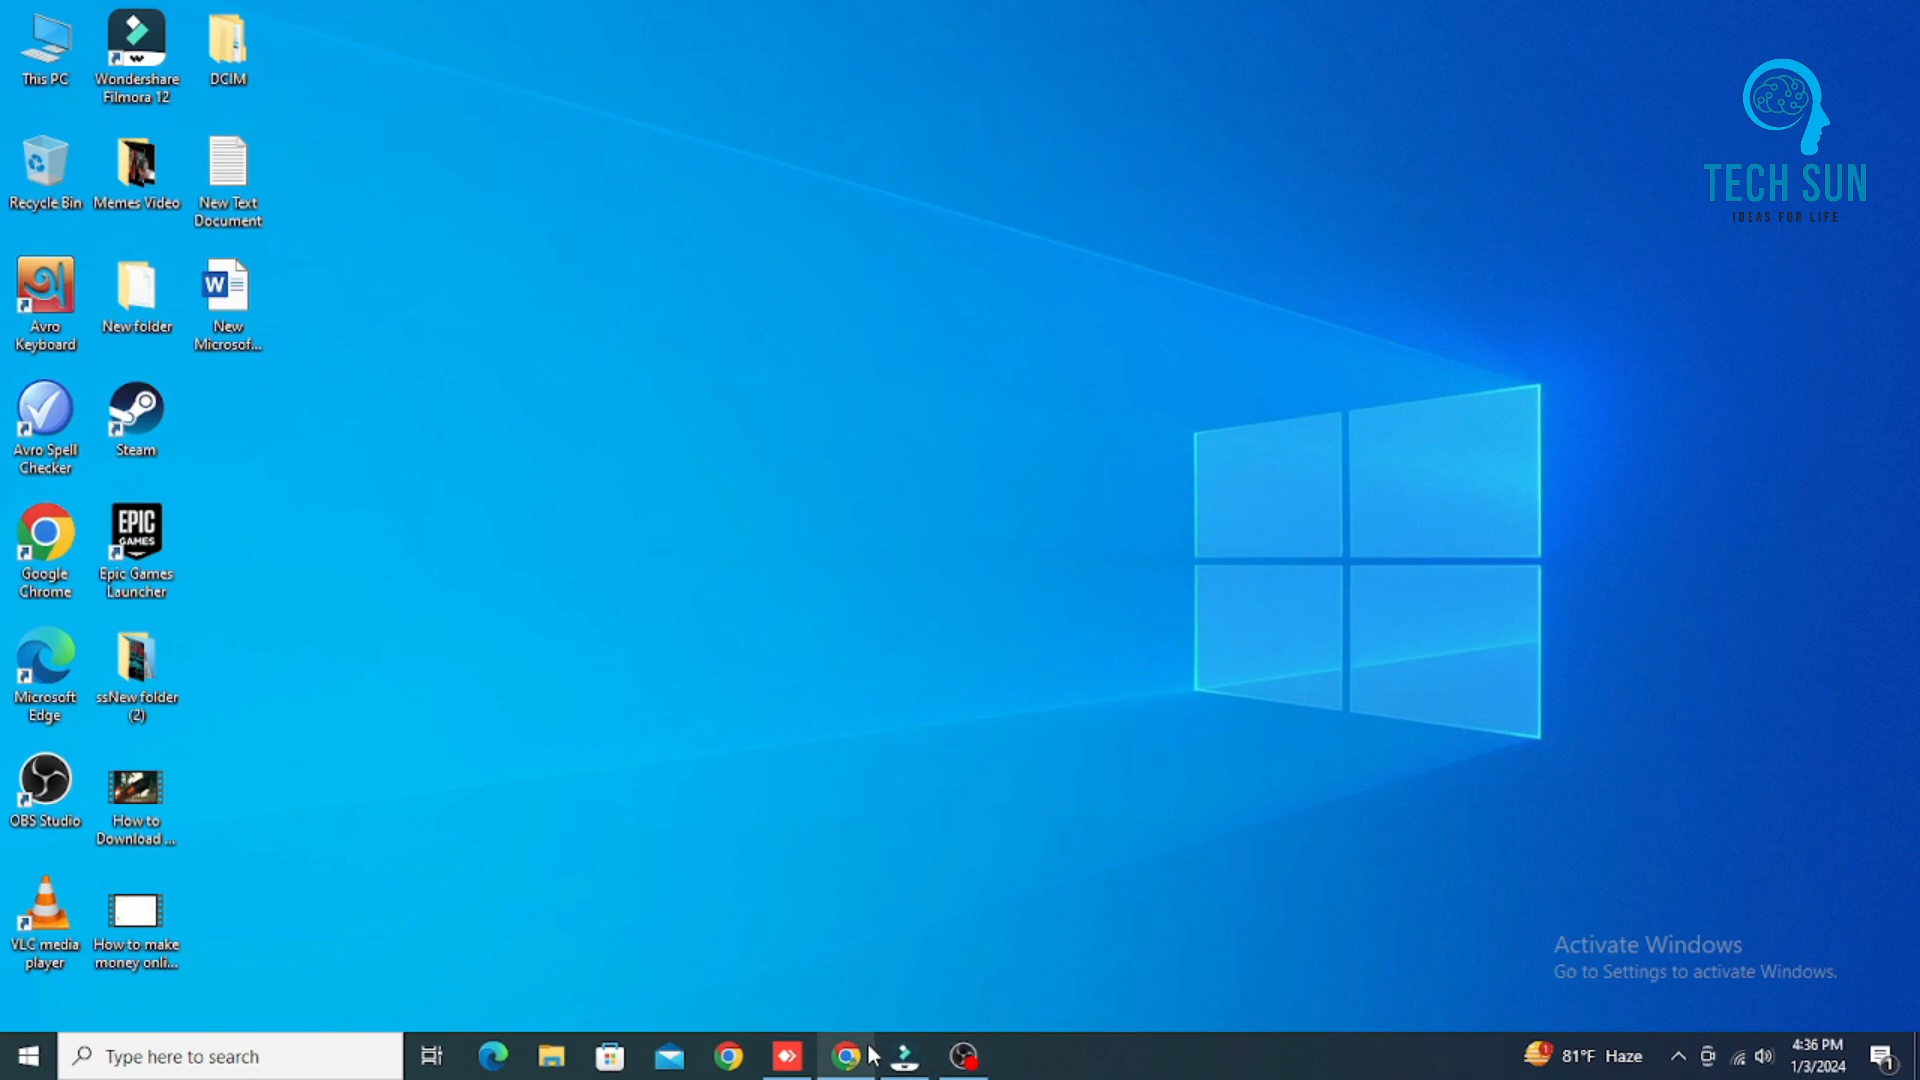 This PC
Wondershare
Filmora 12
DCIM
TECH SUN
IDEAS FOR LIFE
Recycle Bin
Memes Video
New Text
Document
Avro
Keyboard
New folder
W
New
Microsof...
Avro Spell
Checker
Steam
Google
Chrome
EPIC
GAMES
Epic Games
Launcher
Microsoft
Edge
ssNew folder
(2)
OBS Studio
How to
Download ...
VLC media
player
How to make
money onli...
Activate Windows
Go to Settings to activate Windows.
Type here to search
1
81°F Haze
4:36 PM
1/3/2024
1